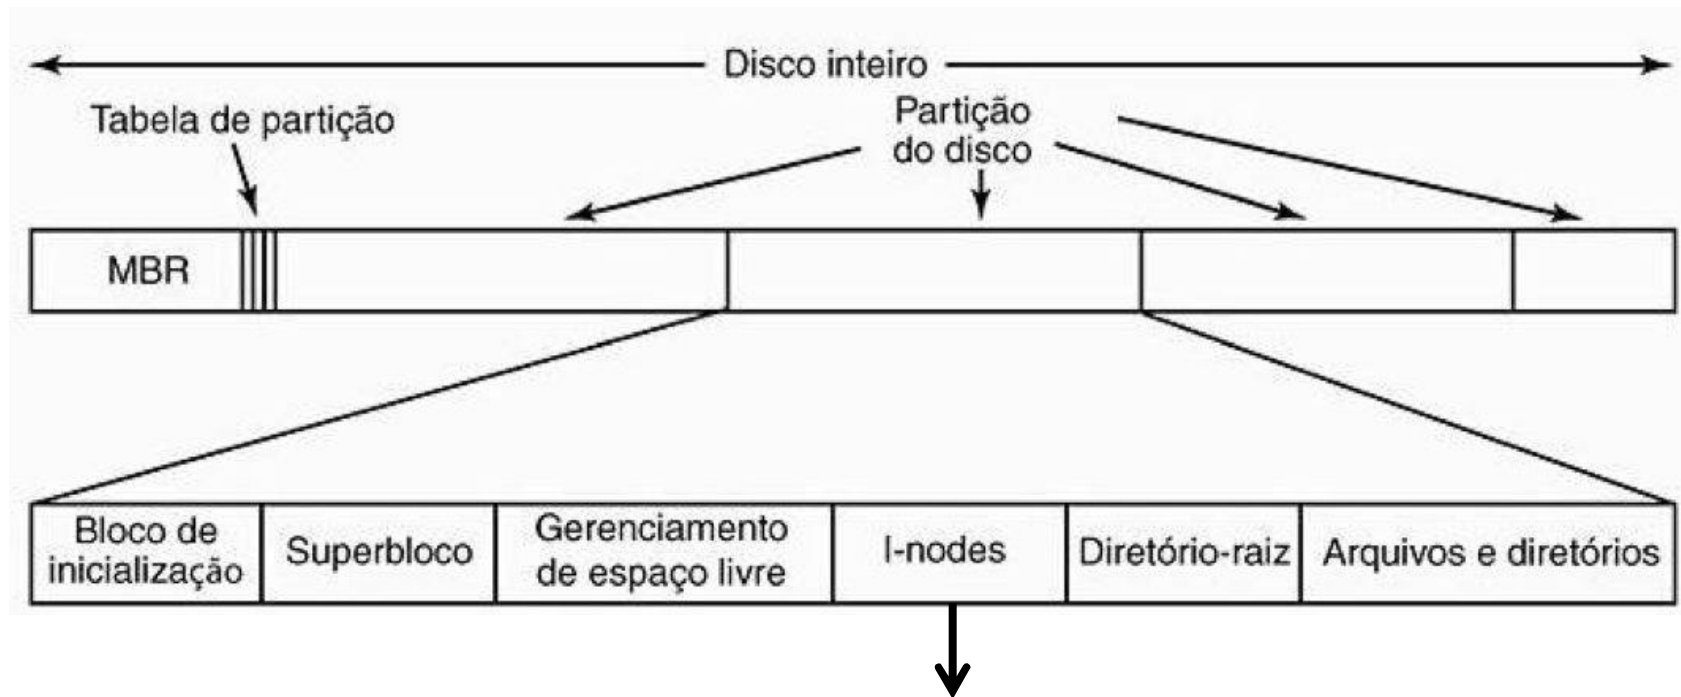 Disco inteiro
Tabela de partição
Partição
do disco
MBR
Bloco de
inicialização
Superbloco
Gerenciamento
de espaço livre
I-nodes
Diretório-raiz
Arquivos e diretórios